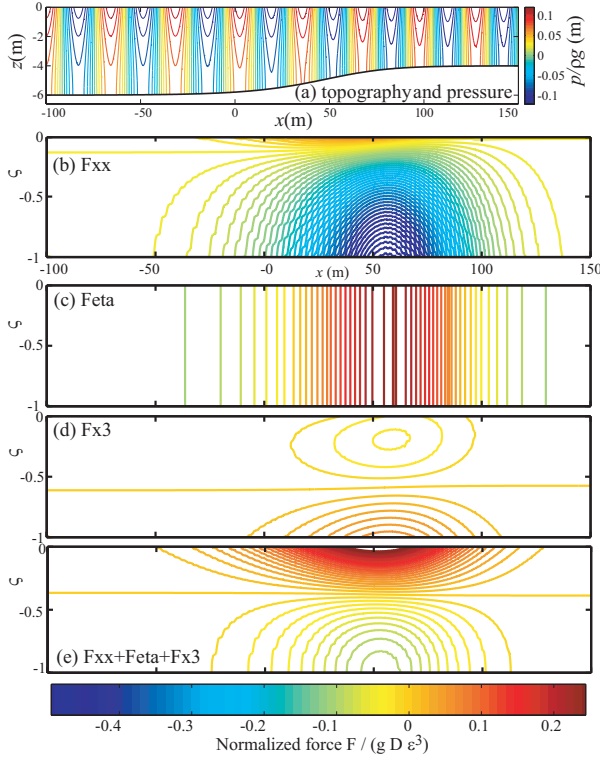 0
-2
-4
-6
z(m)
-100
-50
0
50
100
150
x(m)
(a) topography and pressure
0.1
0.05
0
-0.05
-0.1
p/ρg (m)
0
-0.5
-1
ς
(b) Fxx
-100
-50
-0
50
100
150
x (m)
0
-0.5
-1
ς
(c) Feta
0
-0.5
-1
ς
(d) Fx3
0
-0.5
-1
ς
(e) Fxx+Feta+Fx3
-0.4 -0.3 -0.2 -0.1 0 0.1 0.2
Normalized force F / (g D ε³)